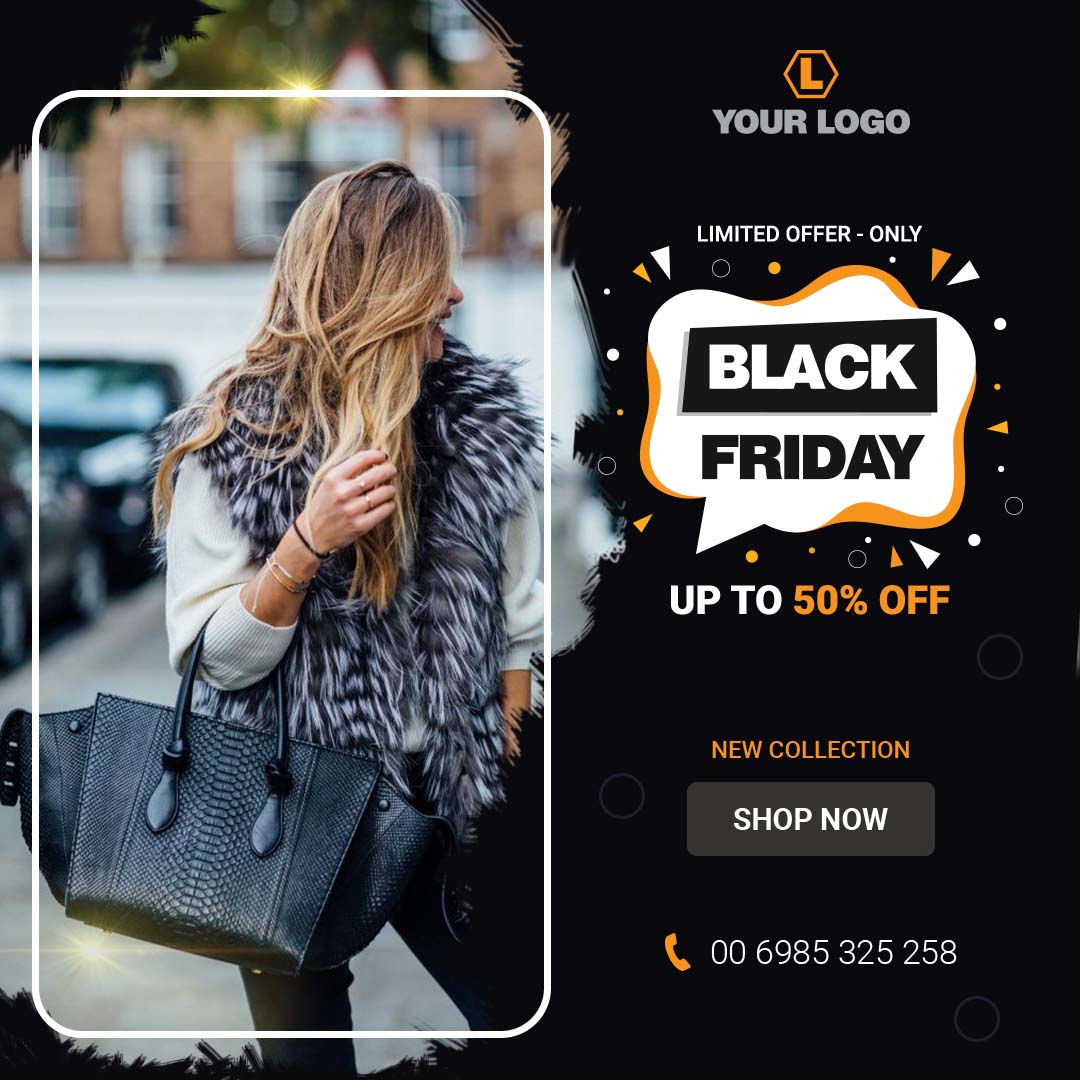 L
YOUR LOGO
LIMITED OFFER - ONLY
BLACK
FRIDAY
UP TO 50% OFF
NEW COLLECTION
SHOP NOW
00 6985 325 258